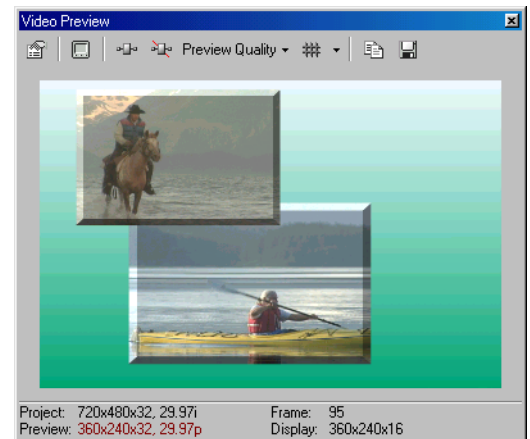 Video Preview
Preview Quality
Project: 720x480x32, 29.97i Frame: 95
Preview: 360x240x32, 29.97p Display: 360x240x16